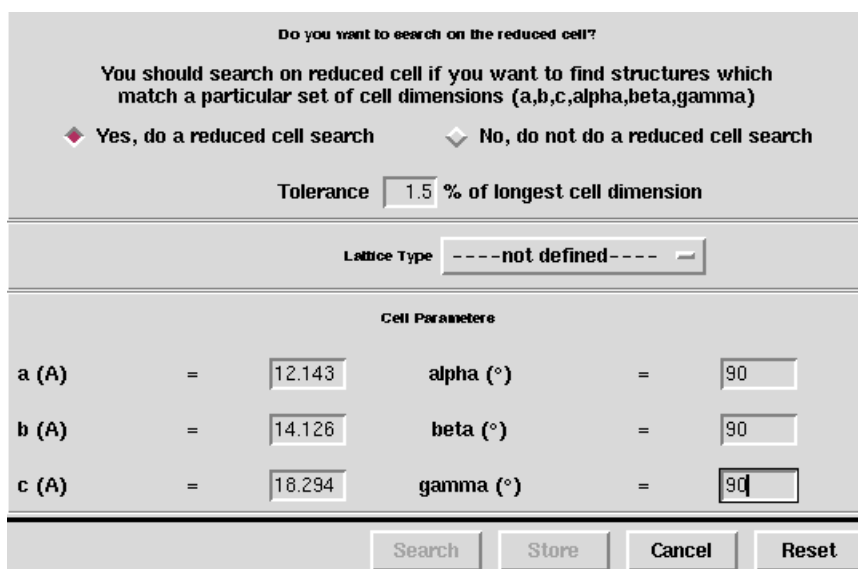 Do you want to search on the reduced cell?
You should search on reduced cell if you want to find structures which
match a particular set of cell dimensions (a,b,c,alpha,beta,gamma)
Yes, do a reduced cell search No, do not do a reduced cell search
Tolerance 1.5 % of longest cell dimension
Lattice Type ----not defined----
Cell Parameters
a (A) = 12.143 alpha (°) = 90
b (A) = 14.126 beta (°) = 90
c (A) = 18.294 gamma (°) = 90
Search Store Cancel Reset